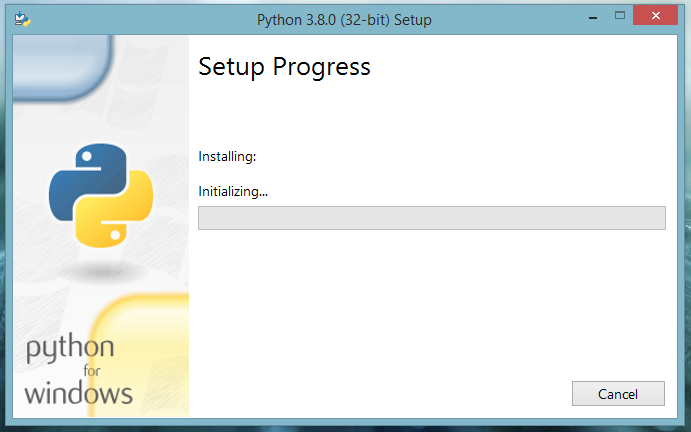 Python 3.8.0 (32-bit) Setup
Setup Progress
Installing:
Initializing...
python
for
windows
Cancel